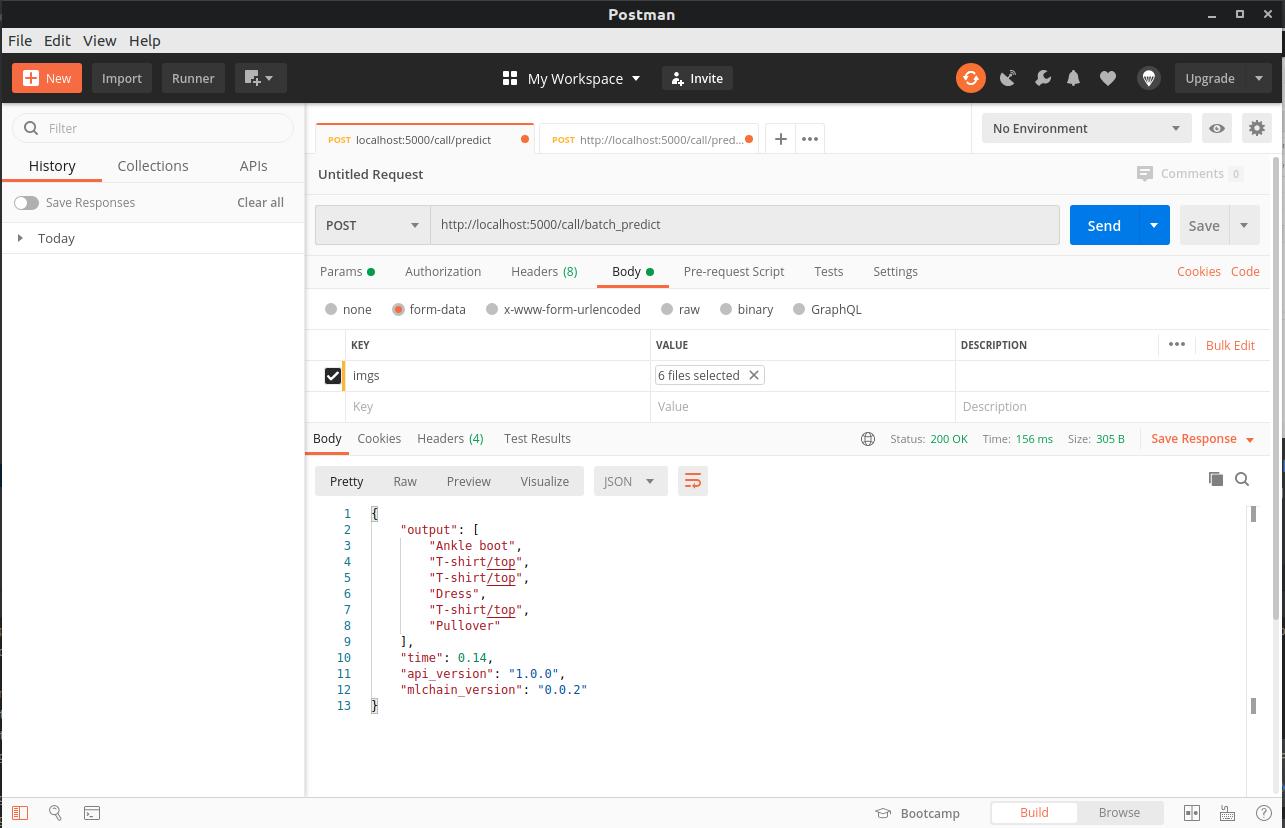 Postman
File Edit View Help
New Import Runner My Workspace Invite Upgrade
Filter
History Collections APIs
Save Responses Clear all
Today
POST localhost:5000/call/predict POST http://localhost:5000/call/pred... No Environment
Untitled Request Comments 0
POST http://localhost:5000/call/batch_predict Send Save
Params Authorization Headers (8) Body Pre-request Script Tests Settings Cookies Code
none form-data x-www-form-urlencoded raw binary GraphQL
KEY VALUE DESCRIPTION ••• Bulk Edit
imgs 6 files selected
Key Value Description
Body Cookies Headers (4) Test Results Status: 200 OK Time: 156 ms Size: 305 B Save Response
Pretty Raw Preview Visualize JSON
1 {
2 "output": [
3 "Ankle boot",
4 "T-shirt/top",
5 "T-shirt/top",
6 "Dress",
7 "T-shirt/top",
8 "Pullover"
9 ],
10 "time": 0.14,
11 "api_version": "1.0.0",
12 "mlchain_version": "0.0.2"
13 }
Bootcamp Build Browse